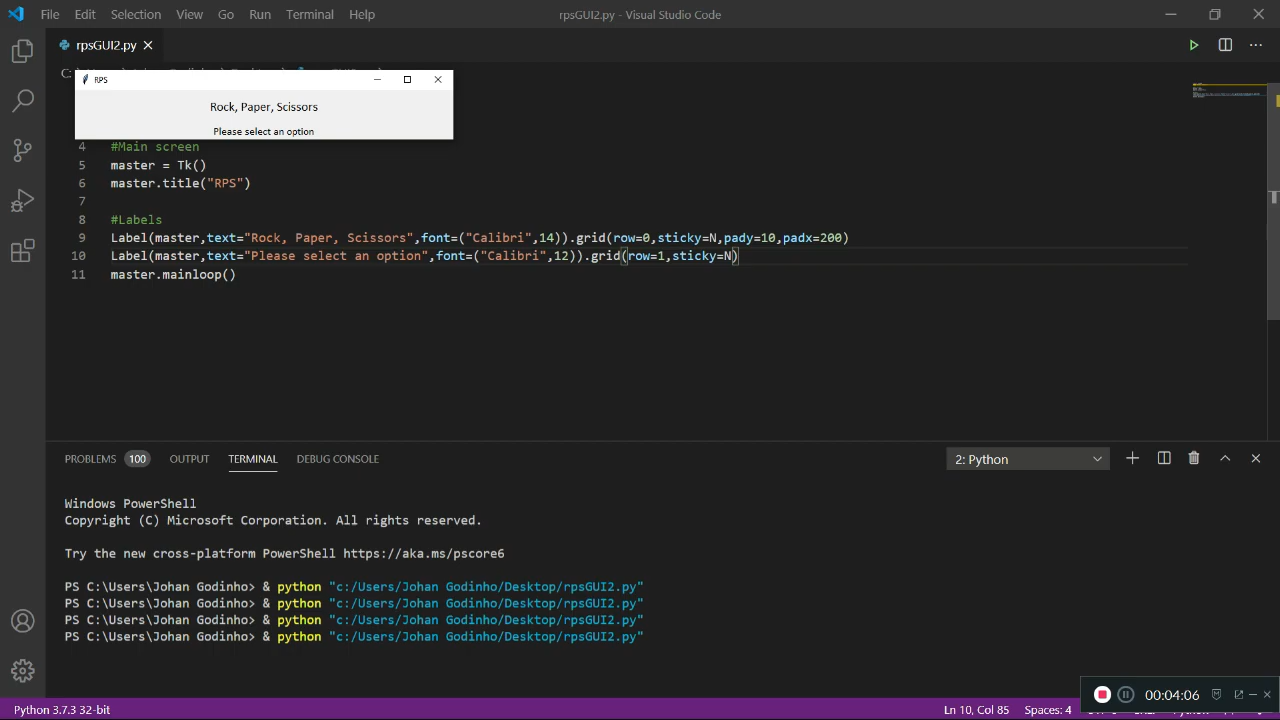 File Edit Selection View Go Run Terminal Help
rpsGUI2.py - Visual Studio Code
rpsGUI2.py
RPS
Rock, Paper, Scissors
Please select an option
4 #Main screen
5 master = Tk()
6 master.title("RPS")
7
8 #Labels
9 Label(master,text="Rock, Paper, Scissors",font=("Calibri",14)).grid(row=0,sticky=N,pady=10,padx=200)
10 Label(master,text="Please select an option",font=("Calibri",12)).grid(row=1,sticky=N)
11 master.mainloop()
PROBLEMS 100 OUTPUT TERMINAL DEBUG CONSOLE
2: Python
Windows PowerShell
Copyright (C) Microsoft Corporation. All rights reserved.
Try the new cross-platform PowerShell https://aka.ms/pscore6
PS C:\Users\Johan Godinho> & python "c:/Users/Johan Godinho/Desktop/rpsGUI2.py"
PS C:\Users\Johan Godinho> & python "c:/Users/Johan Godinho/Desktop/rpsGUI2.py"
PS C:\Users\Johan Godinho> & python "c:/Users/Johan Godinho/Desktop/rpsGUI2.py"
PS C:\Users\Johan Godinho> & python "c:/Users/Johan Godinho/Desktop/rpsGUI2.py"
00:04:06
Python 3.7.3 32-bit
Ln 10, Col 85 Spaces: 4